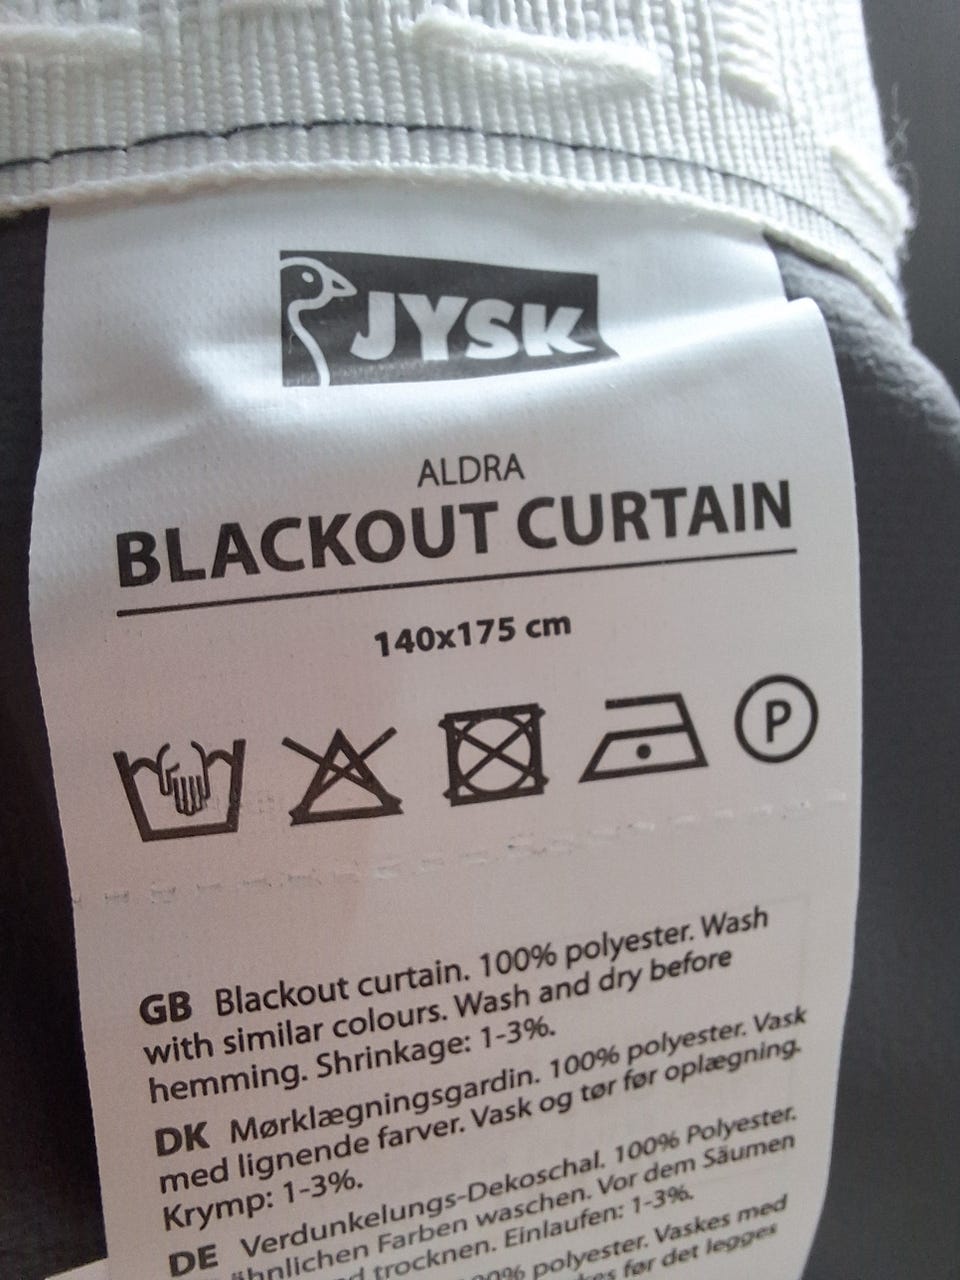 JYSK
ALDRA
BLACKOUT CURTAIN
140x175 cm
P
GB Blackout curtain. 100% polyester. Wash
with similar colours. Wash and dry before
hemming. Shrinkage: 1-3%.
DK Mørklægningsgardin. 100% polyester. Vask
med lignende farver. Vask og tør før oplægning.
Krymp: 1-3%.
DE Verdunkelungs-Dekoschal. 100% Polyester.
ähnlichen Farben waschen. Vor dem Säumen
trocknen. Einlaufen: 1-3%.
polyester. Vaskes med
før det legges